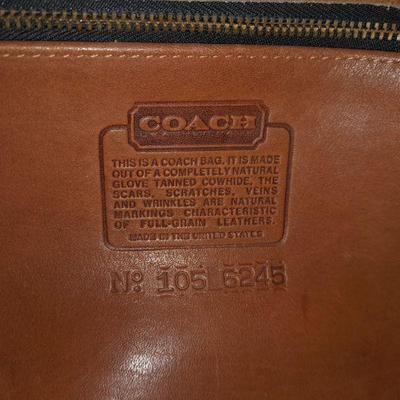 COACH
THIS IS A COACH BAG. IT IS MADE
OUT OF A COMPLETELY NATURAL
GLOVE TANNED COWHIDE, THE
SCARS, SCRATCHES, VEINS
AND WRINKLES ARE NATURAL
MARKINGS CHARACTERISTIC
OF FULL-GRAIN LEATHERS.
MADE IN THE UNITED STATES
No: 105 6245